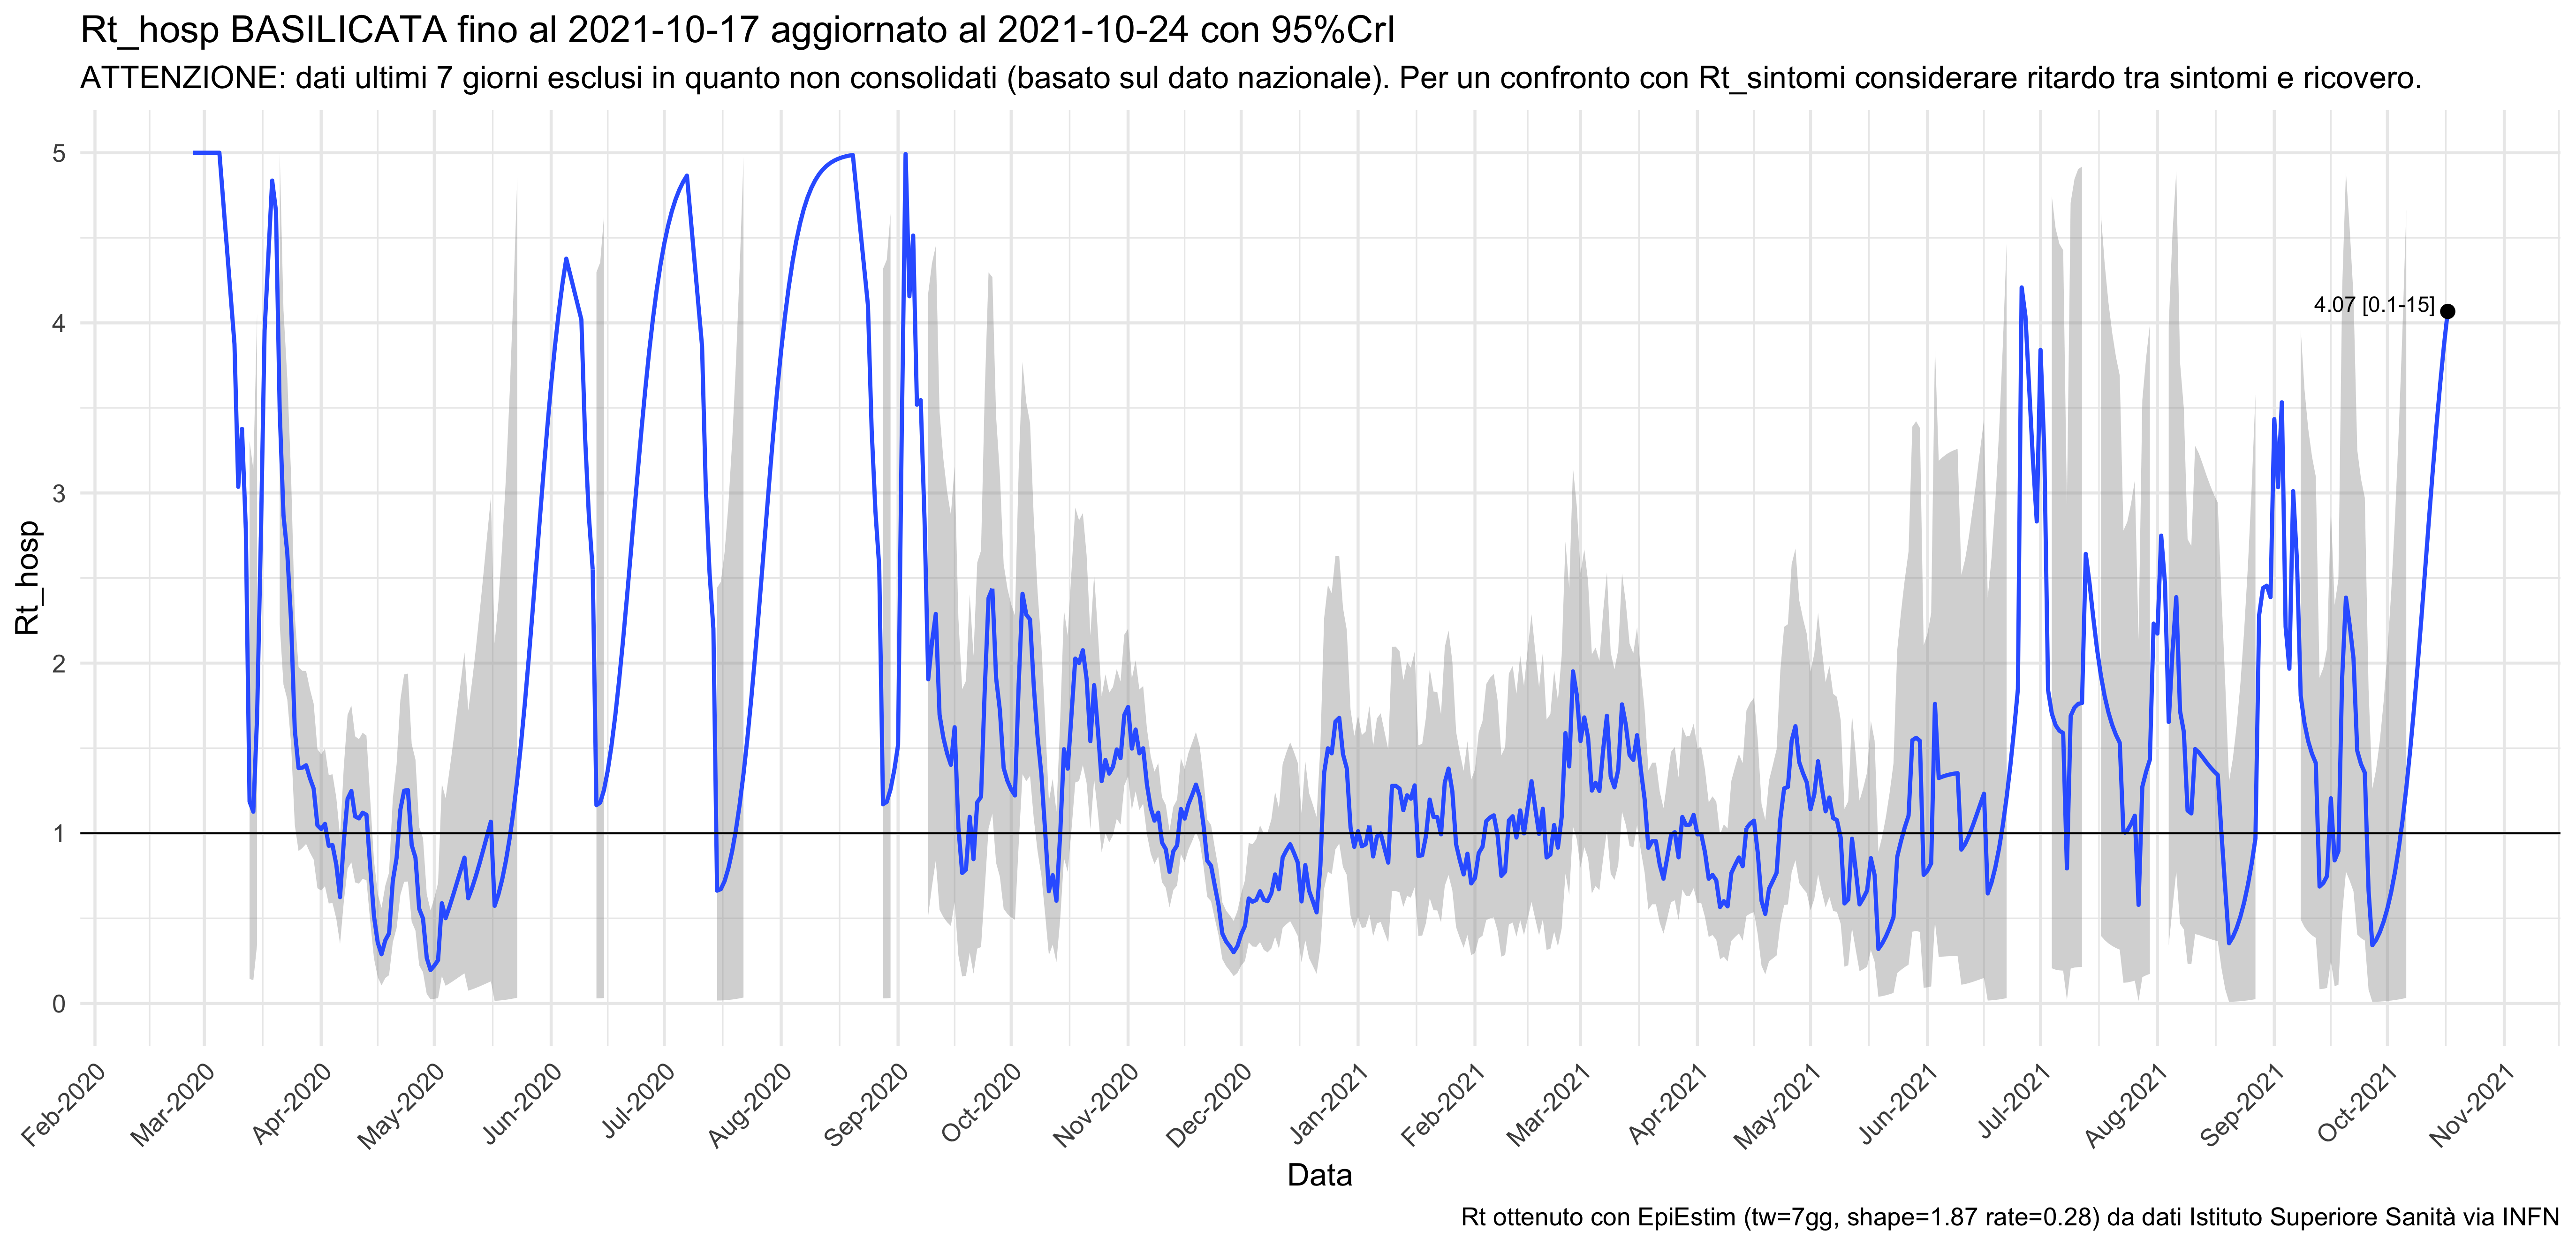 Rt_hosp BASILICATA fino al 2021-10-17 aggiornato al 2021-10-24 con 95%CrI
ATTENZIONE: dati ultimi 7 giorni esclusi in quanto non consolidati (basato sul dato nazionale). Per un confronto con Rt_sintomi considerare ritardo tra sintomi e ricovero.
5
4
3
2
1
0
Rt_hosp
4.07 [0.1-15]
Feb-2020
Mar-2020
Apr-2020
May-2020
Jun-2020
Jul-2020
Aug-2020
Sep-2020
Oct-2020
Nov-2020
Dec-2020
Jan-2021
Feb-2021
Mar-2021
Apr-2021
May-2021
Jun-2021
Jul-2021
Aug-2021
Sep-2021
Oct-2021
Nov-2021
Data
Rt ottenuto con EpiEstim (tw=7gg, shape=1.87 rate=0.28) da dati Istituto Superiore Sanità via INFN